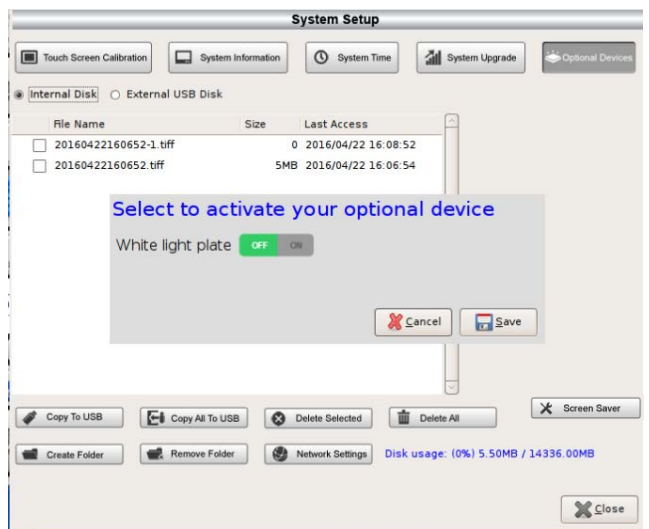 System Setup
Touch Screen Calibration System Information System Time System Upgrade Optional Devices
Internal Disk External USB Disk
File Name Size Last Access
20160422160652-1.tiff 0 2016/04/22 16:08:52
20160422160652.tiff 5MB 2016/04/22 16:06:54
Select to activate your optional device
White light plate OFF ON
Cancel Save
Copy To USB Copy All To USB Delete Selected Delete All Screen Saver
Create Folder Remove Folder Network Settings Disk usage: (0%) 5.50MB / 14336.00MB
Close